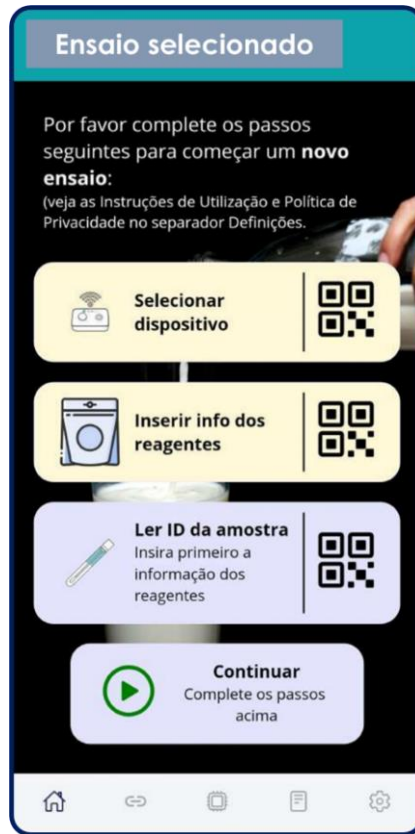 Ensaio selecionado
Por favor complete os passos
seguintes para começar um novo
ensaio:
(veja as Instruções de Utilização e Política de
Privacidade no separador Definições.
Selecionar
dispositivo
Inserir info dos
reagentes
Ler ID da amostra
Insira primeiro a
informação dos
reagentes
Continuar
Complete os passos
acima